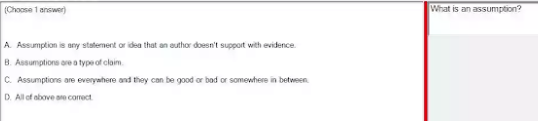 (Choose 1 answer)
A. Assumption is any statement or idea that an author doesn't support with evidence.
B. Assumptions are a type of claim.
C. Assumptions are everywhere and they can be good or bad or somewhere in between.
D. All of above are correct.
What is an assumption?